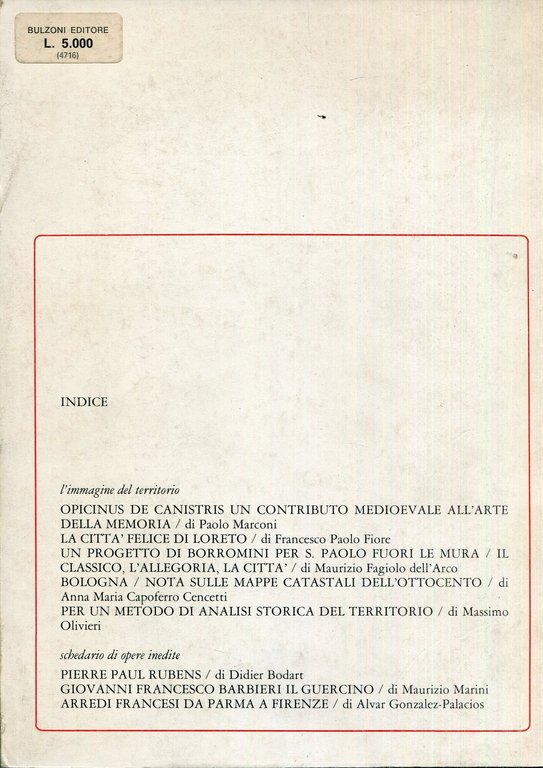 BULZONI EDITORE
L. 5.000
(4716)
INDICE
l'immagine del territorio
OPICINUS DE CANISTRIS UN CONTRIBUTO MEDIOEVALE ALL'ARTE
DELLA MEMORIA / di Paolo Marconi
LA CITTA' FELICE DI LORETO / di Francesco Paolo Fiore
UN PROGETTO DI BORROMINI PER S. PAOLO FUORI LE MURA / IL
CLASSICO, L'ALLEGORIA, LA CITTA' / di Maurizio Fagiolo dell'Arco
BOLOGNA / NOTA SULLE MAPPE CATASTALI DELL'OTTOCENTO / di
Anna Maria Capoferro Cencetti
PER UN METODO DI ANALISI STORICA DEL TERRITORIO / di Massimo
Olivieri
schedario di opere inedite
PIERRE PAUL RUBENS / di Didier Bodart
GIOVANNI FRANCESCO BARBIERI IL GUERCINO / di Maurizio Marini
ARREDI FRANCESI DA PARMA A FIRENZE / di Alvar Gonzalez-Palacios